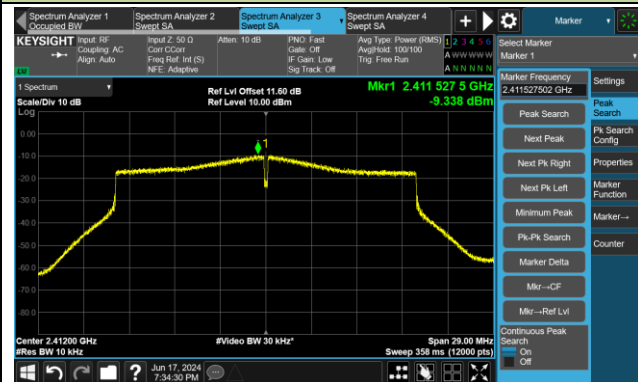 Spectrum Analyzer 1
Occupied BW
Spectrum Analyzer 2
Swept SA
Spectrum Analyzer 3
Swept SA
Spectrum Analyzer 4
Swept SA
Marker
KEYSIGHT
Input: RF
Coupling: AC
Align: Auto
Input Z: 50 Ω
Corr CCorr
Freq Ref: Int (S)
NFE: Adaptive
Atten: 10 dB
PNO: Fast
Gate: Off
IF Gain: Low
Sig Track: Off
Avg Type: Power (RMS)
Avg|Hold: 100/100
Trig: Free Run
1 2 3 4 5 6
A W W W W W
A N N N N N
Select Marker
Marker 1
1 Spectrum
Scale/Div 10 dB
Log
Ref Lvl Offset 11.60 dB
Ref Level 10.00 dBm
Mkr1 2.411 527 5 GHz
-9.338 dBm
0.00
-10.0
-20.0
-30.0
-40.0
-50.0
-60.0
-70.0
-80.0
1
Center 2.41200 GHz
#Res BW 10 kHz
#Video BW 30 kHz*
Span 29.00 MHz
Sweep 358 ms (12000 pts)
Marker Frequency
2.411527502 GHz
Peak Search
Next Peak
Next Pk Right
Next Pk Left
Minimum Peak
Pk-Pk Search
Marker Delta
Mkr→CF
Mkr→Ref Lvl
Continuous Peak
Search
On
Off
Settings
Peak
Search
Pk Search
Config
Properties
Marker
Function
Marker→
Counter
Jun 17, 2024
7:34:30 PM